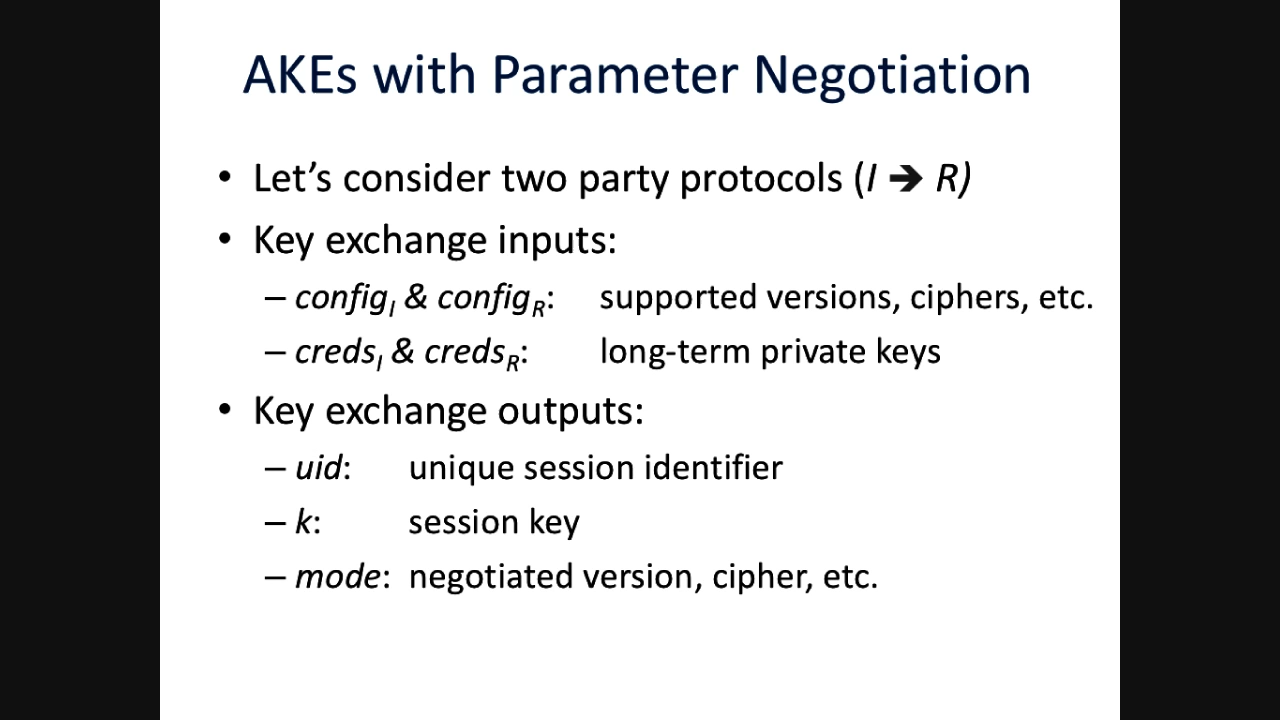 AKEs with Parameter Negotiation
• Let’s consider two party protocols (I ➔ R)
• Key exchange inputs:
– config_I & config_R: supported versions, ciphers, etc.
– creds_I & creds_R: long-term private keys
• Key exchange outputs:
– uid: unique session identifier
– k: session key
– mode: negotiated version, cipher, etc.